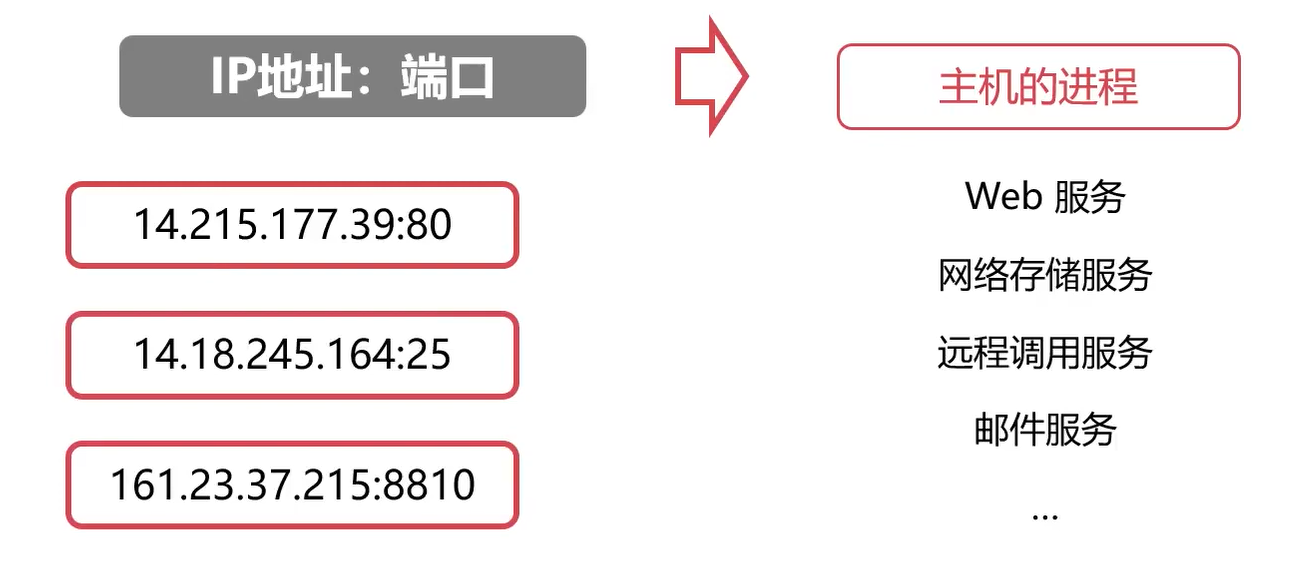 IP地址：端口
主机的进程
14.215.177.39:80
14.18.245.164:25
161.23.37.215:8810
Web 服务
网络存储服务
远程调用服务
邮件服务
...